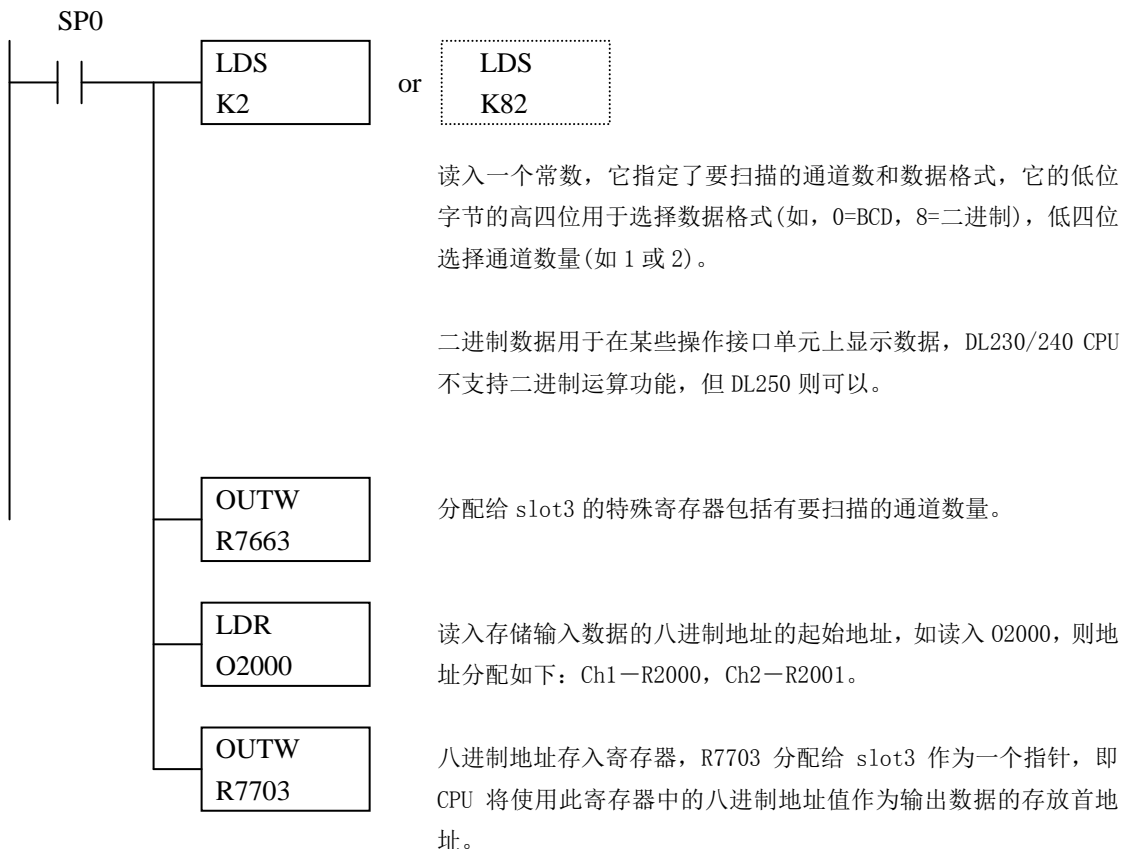 SP0
LDS
K2
or
LDS
K82
读入一个常数，它指定了要扫描的通道数和数据格式，它的低位
字节的高四位用于选择数据格式(如，0=BCD，8=二进制)，低四位
选择通道数量(如 1 或 2)。
二进制数据用于在某些操作接口单元上显示数据，DL230/240 CPU
不支持二进制运算功能，但 DL250 则可以。
OUTW
R7663
分配给 slot3 的特殊寄存器包括有要扫描的通道数量。
LDR
O2000
读入存储输入数据的八进制地址的起始地址，如读入 O2000，则地
址分配如下：Ch1－R2000，Ch2－R2001。
OUTW
R7703
八进制地址存入寄存器，R7703 分配给 slot3 作为一个指针，即
CPU 将使用此寄存器中的八进制地址值作为输出数据的存放首地
址。